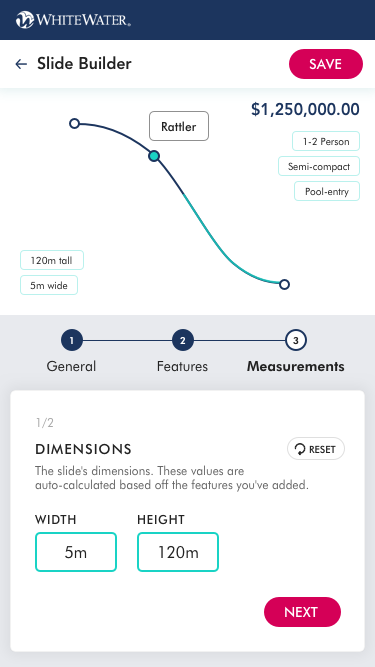 WHITEWATER®
Slide Builder
SAVE
$1,250,000.00
Rattler
1-2 Person
Semi-compact
Pool-entry
120m tall
5m wide
1 2 3
General Features Measurements
1/2
DIMENSIONS
RESET
The slide's dimensions. These values are
auto-calculated based off the features you've added.
WIDTH HEIGHT
5m 120m
NEXT